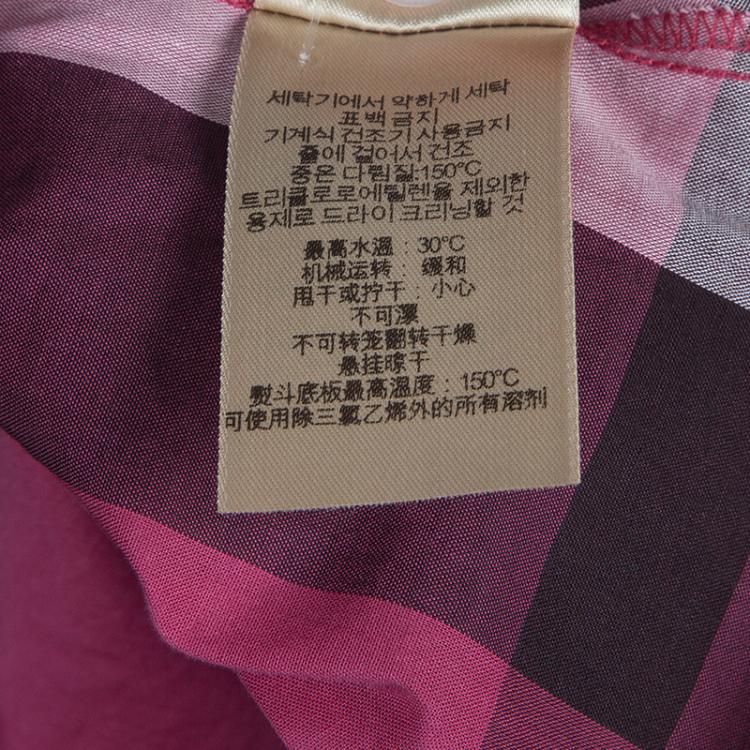 세탁기에서 약하게 세탁
표백 금지
기계식 건조기 사용금지
줄에 걸어서 건조
중온 다림질:150°C
트리클로로에틸렌을 제외한
용제로 드라이 크리닝할 것
最高水温：30°C
机械运转：缓和
甩干或拧干：小心
不可漂
不可转笼翻转干燥
悬挂晾干
熨斗底板最高温度：150°C
可使用除三氯乙烯外的所有溶剂